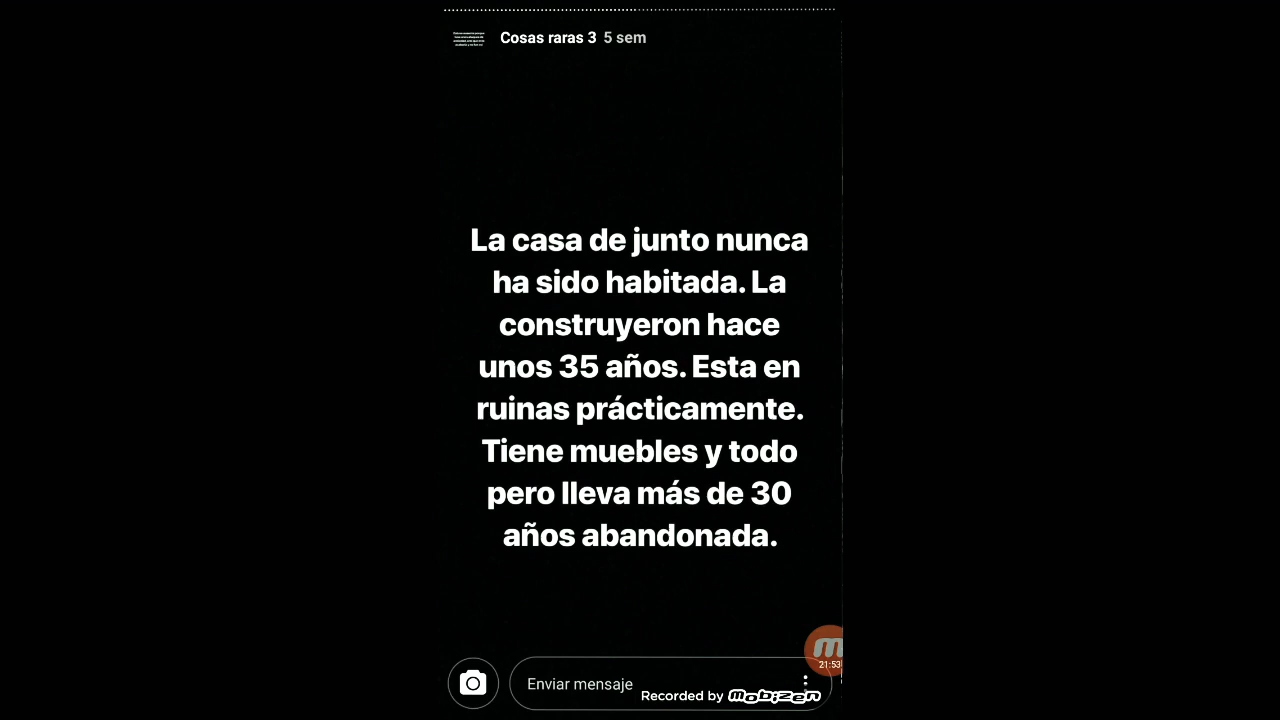 Cosas raras 3 5 sem
La casa de junto nunca
ha sido habitada. La
construyeron hace
unos 35 años. Esta en
ruinas prácticamente.
Tiene muebles y todo
pero lleva más de 30
años abandonada.
21:53
Enviar mensaje
Recorded by mobizen